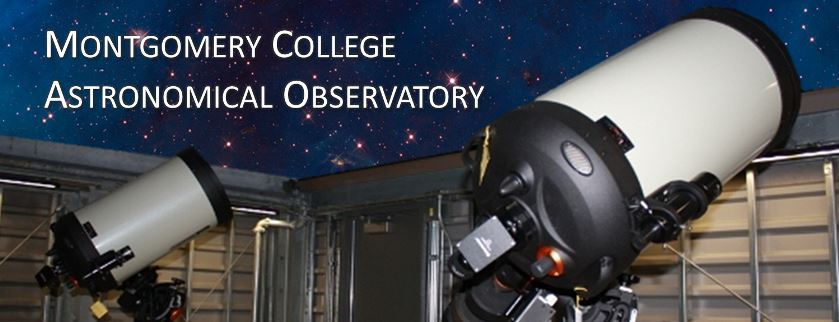 MONTGOMERY COLLEGE
ASTRONOMICAL OBSERVATORY